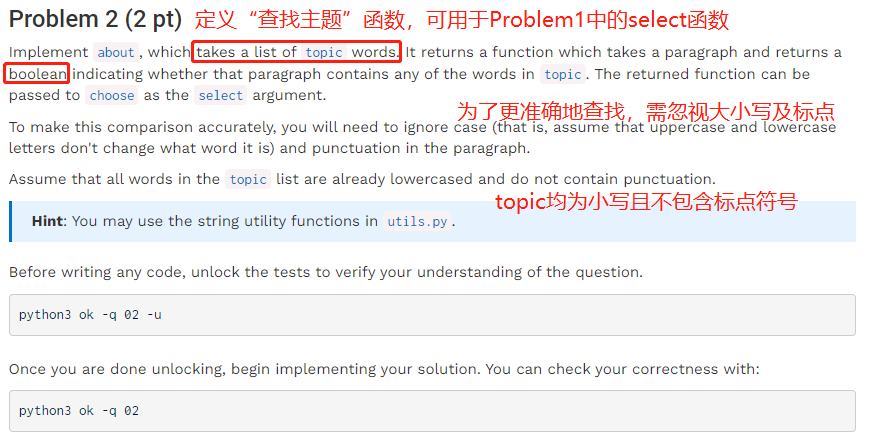 Problem 2 (2 pt) 定义“查找主题”函数，可用于Problem1中的select函数
Implement about, which takes a list of topic words. It returns a function which takes a paragraph and returns a
boolean indicating whether that paragraph contains any of the words in topic. The returned function can be
passed to choose as the select argument.
为了更准确地查找，需忽视大小写及标点
To make this comparison accurately, you will need to ignore case (that is, assume that uppercase and lowercase
letters don't change what word it is) and punctuation in the paragraph.
Assume that all words in the topic list are already lowercased and do not contain punctuation.
topic均为小写且不包含标点符号
Hint: You may use the string utility functions in utils.py.
Before writing any code, unlock the tests to verify your understanding of the question.
python3 ok -q 02 -u
Once you are done unlocking, begin implementing your solution. You can check your correctness with:
python3 ok -q 02